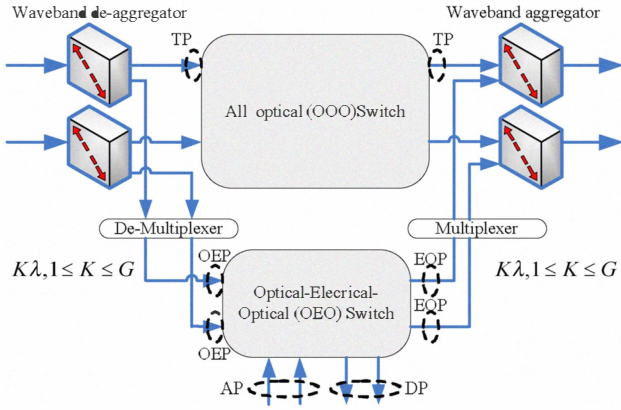 Waveband de-aggregator
Waveband aggregator
TP
TP
All optical (OOO)Switch
De-Multiplexer
Multiplexer
Kλ,1 ≤ K ≤ G
OEP
EOP
Kλ,1 ≤ K ≤ G
Optical-Elecrical-
Optical (OEO) Switch
EOP
OEP
AP
DP